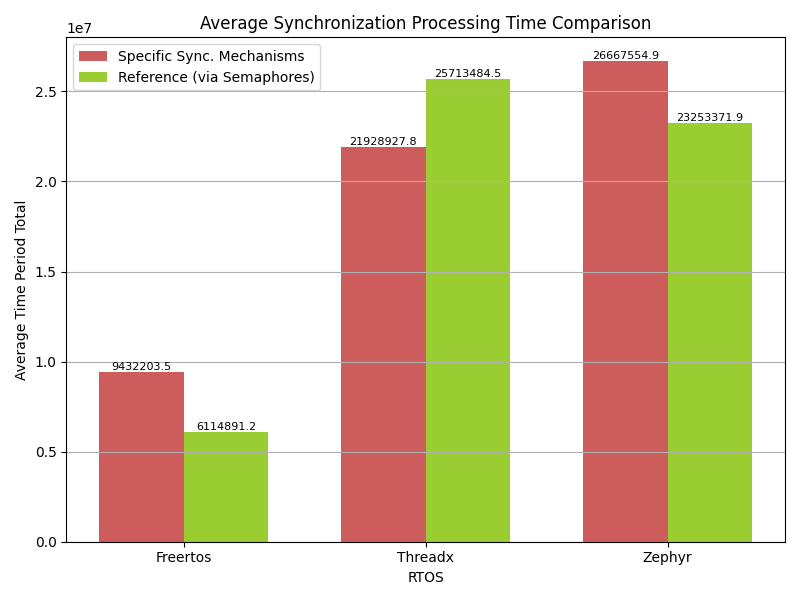 Average Synchronization Processing Time Comparison
1e7
Specific Sync. Mechanisms
Reference (via Semaphores)
26667554.9
25713484.5
23253371.9
21928927.8
9432203.5
6114891.2
2.5
2.0
1.5
1.0
0.5
0.0
Average Time Period Total
Freertos Threadx Zephyr
RTOS